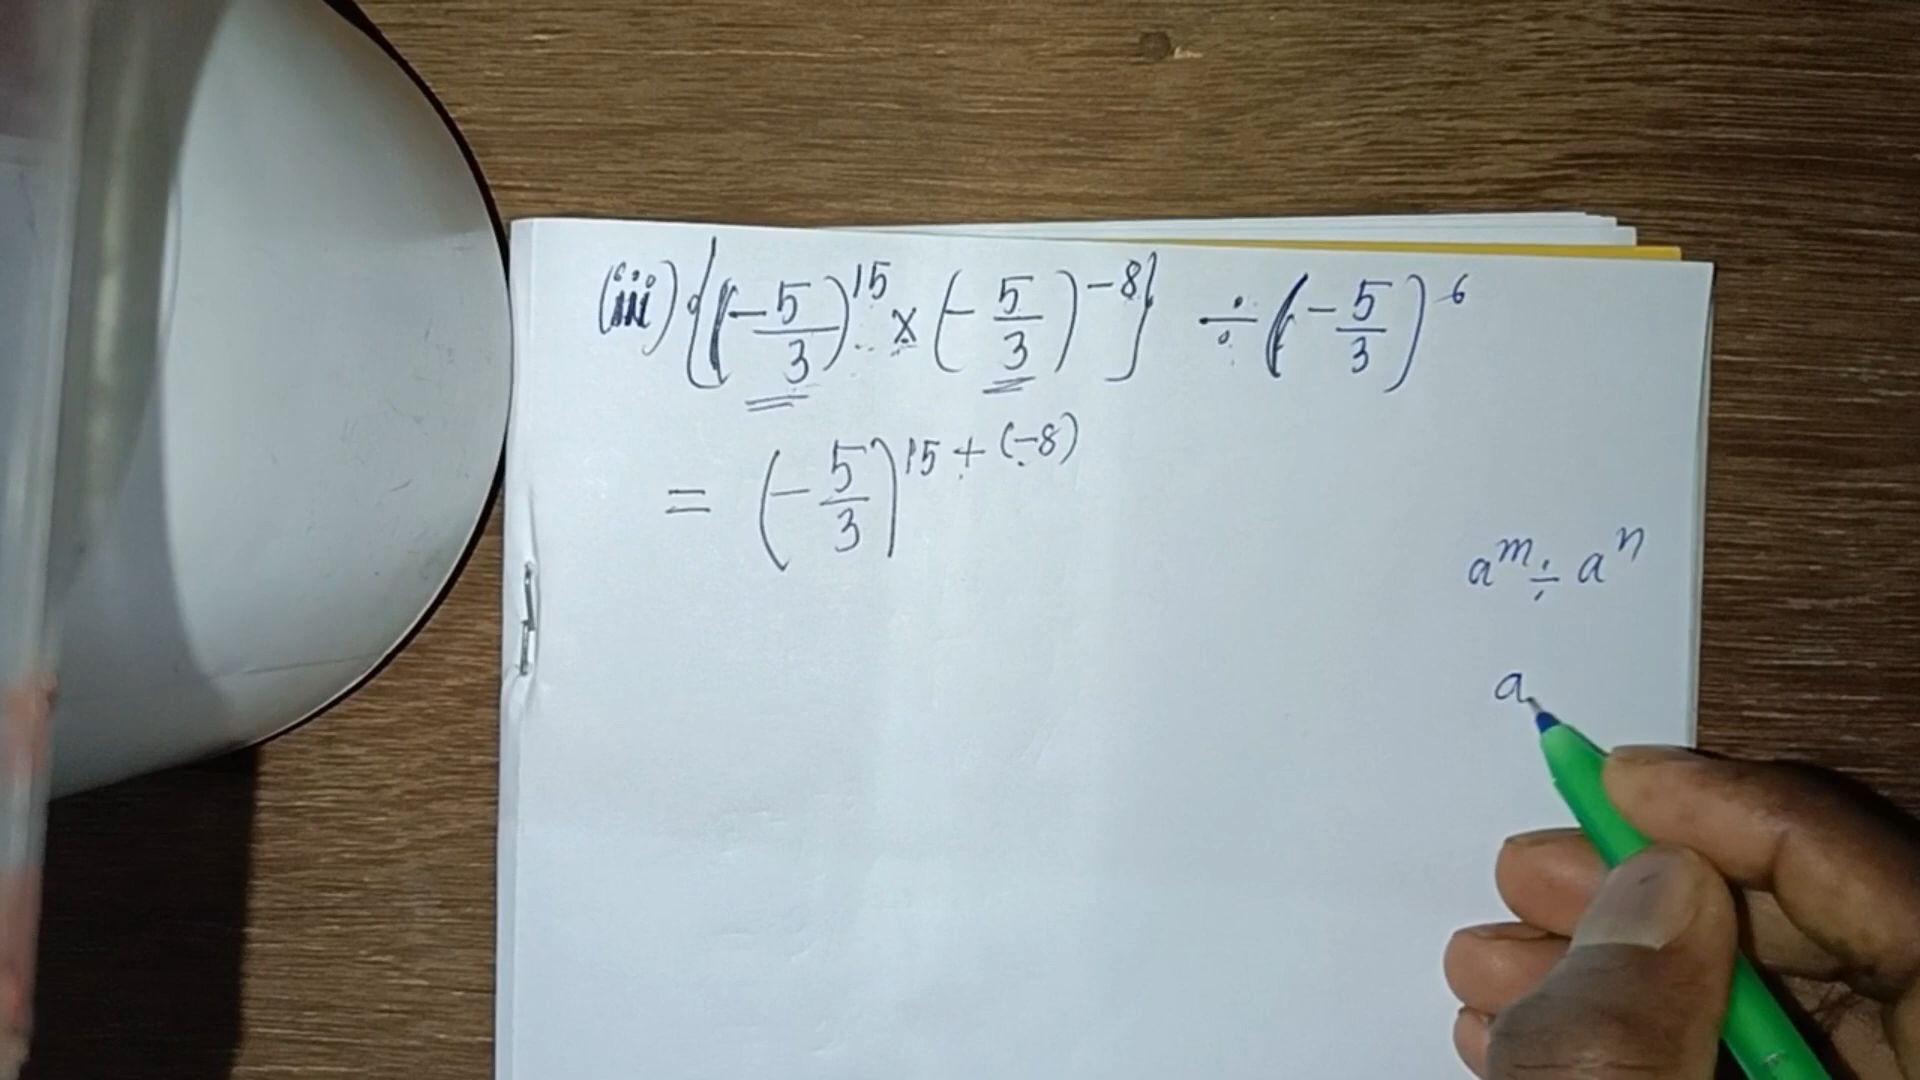 (iii) {(-5/3)^15 × (-5/3)^-8} ÷ (-5/3)^-6
= (-5/3)^15+(-8)
a^m ÷ a^n
a